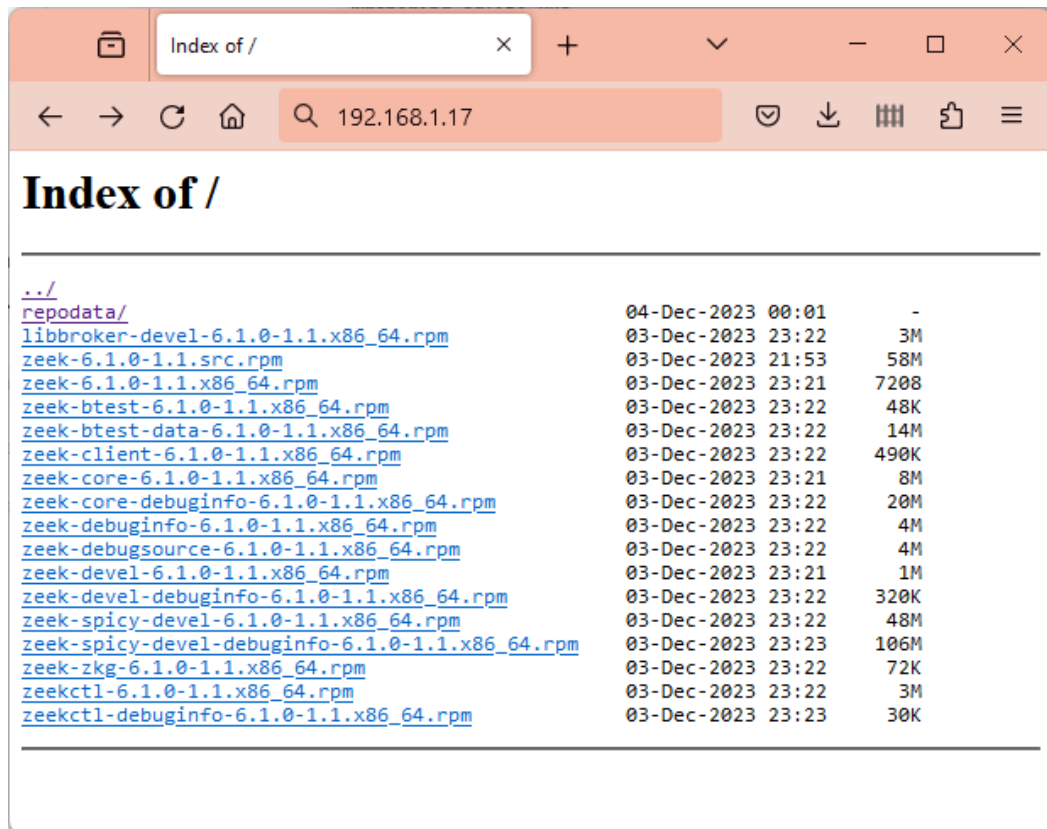 Index of /
192.168.1.17
Index of /
../
repodata/ 04-Dec-2023 00:01 -
libbroker-devel-6.1.0-1.1.x86_64.rpm 03-Dec-2023 23:22 3M
zeek-6.1.0-1.1.src.rpm 03-Dec-2023 21:53 58M
zeek-6.1.0-1.1.x86_64.rpm 03-Dec-2023 23:21 7208
zeek-btest-6.1.0-1.1.x86_64.rpm 03-Dec-2023 23:22 48K
zeek-btest-data-6.1.0-1.1.x86_64.rpm 03-Dec-2023 23:22 14M
zeek-client-6.1.0-1.1.x86_64.rpm 03-Dec-2023 23:22 490K
zeek-core-6.1.0-1.1.x86_64.rpm 03-Dec-2023 23:21 8M
zeek-core-debuginfo-6.1.0-1.1.x86_64.rpm 03-Dec-2023 23:22 20M
zeek-debuginfo-6.1.0-1.1.x86_64.rpm 03-Dec-2023 23:22 4M
zeek-debugsource-6.1.0-1.1.x86_64.rpm 03-Dec-2023 23:22 4M
zeek-devel-6.1.0-1.1.x86_64.rpm 03-Dec-2023 23:21 1M
zeek-devel-debuginfo-6.1.0-1.1.x86_64.rpm 03-Dec-2023 23:22 320K
zeek-spicy-devel-6.1.0-1.1.x86_64.rpm 03-Dec-2023 23:22 48M
zeek-spicy-devel-debuginfo-6.1.0-1.1.x86_64.rpm 03-Dec-2023 23:23 106M
zeek-zkg-6.1.0-1.1.x86_64.rpm 03-Dec-2023 23:22 72K
zeekctl-6.1.0-1.1.x86_64.rpm 03-Dec-2023 23:22 3M
zeekctl-debuginfo-6.1.0-1.1.x86_64.rpm 03-Dec-2023 23:23 30K